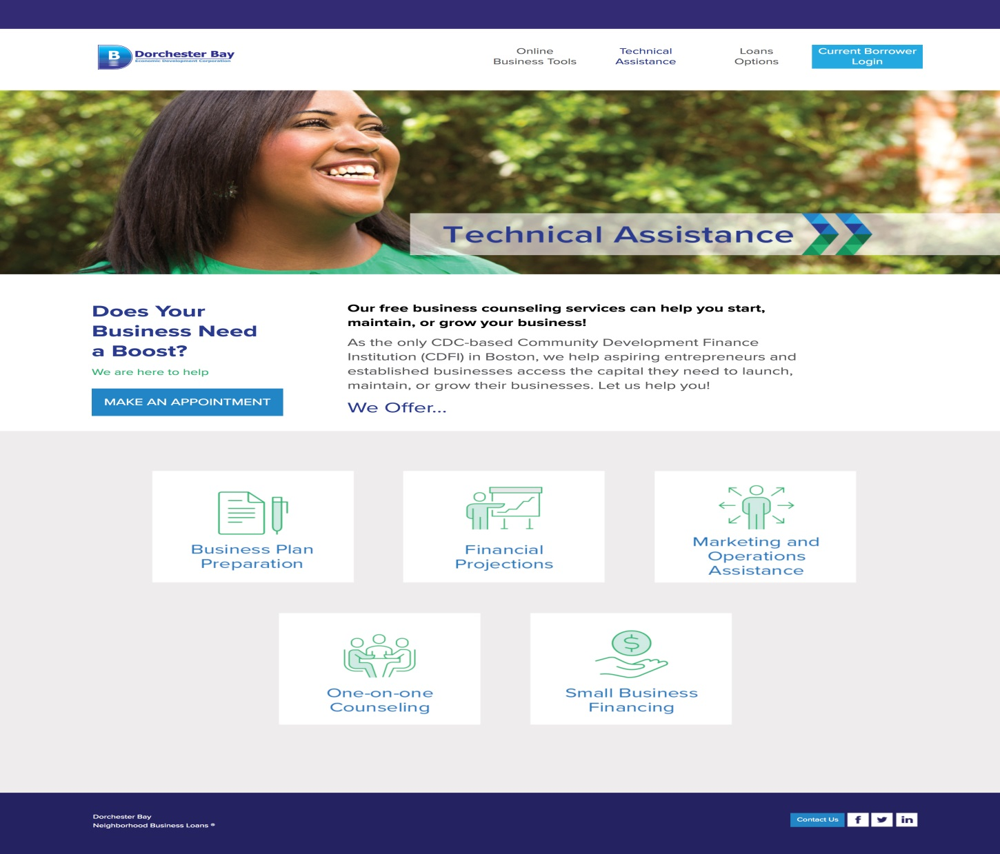 B Dorchester Bay
Economic Development Corporation
Online
Business Tools
Technical
Assistance
Loans
Options
Current Borrower
Login
Technical Assistance
Does Your
Business Need
a Boost?
We are here to help
MAKE AN APPOINTMENT
Our free business counseling services can help you start,
maintain, or grow your business!
As the only CDC-based Community Development Finance
Institution (CDFI) in Boston, we help aspiring entrepreneurs and
established businesses access the capital they need to launch,
maintain, or grow their businesses. Let us help you!
We Offer...
Business Plan
Preparation
Financial
Projections
Marketing and
Operations
Assistance
$
One-on-one
Counseling
Small Business
Financing
Dorchester Bay
Neighborhood Business Loans ®
Contact Us
f
in